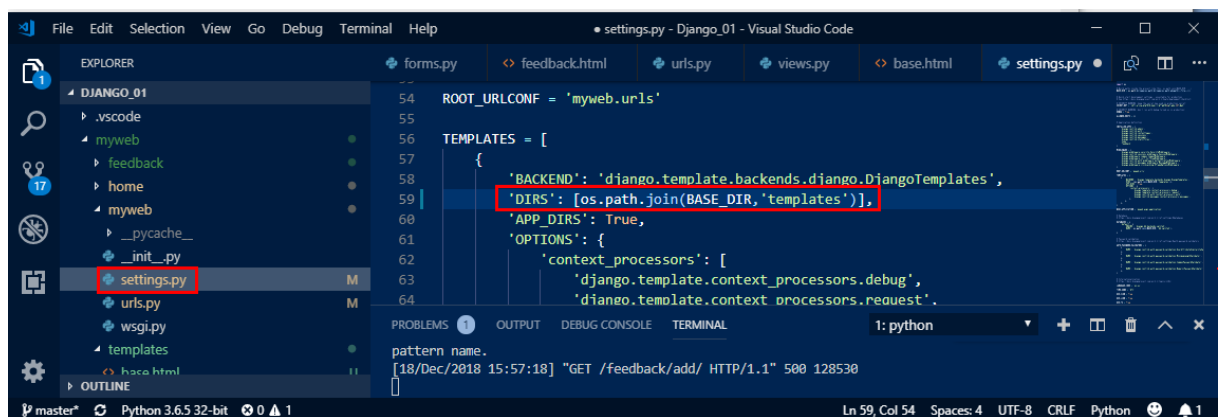 File Edit Selection View Go Debug Terminal Help ● settings.py - Django_01 - Visual Studio Code
EXPLORER
forms.py <> feedback.html urls.py views.py <> base.html settings.py ●
1
DJANGO_01
.vscode
myweb
feedback
home
myweb
__pycache__
__init__.py
settings.py M
urls.py M
wsgi.py
templates
<> base.html U
OUTLINE
17
54 ROOT_URLCONF = 'myweb.urls'
55
56 TEMPLATES = [
57 {
58 'BACKEND': 'django.template.backends.django.DjangoTemplates',
59 'DIRS': [os.path.join(BASE_DIR,'templates')],
60 'APP_DIRS': True,
61 'OPTIONS': {
62 'context_processors': [
63 'django.template.context_processors.debug',
64 'django.template.context_processors.request',
PROBLEMS 1 OUTPUT DEBUG CONSOLE TERMINAL 1: python
pattern name.
[18/Dec/2018 15:57:18] "GET /feedback/add/ HTTP/1.1" 500 128530
master* Python 3.6.5 32-bit 0 1 Ln 59, Col 54 Spaces: 4 UTF-8 CRLF Python 1